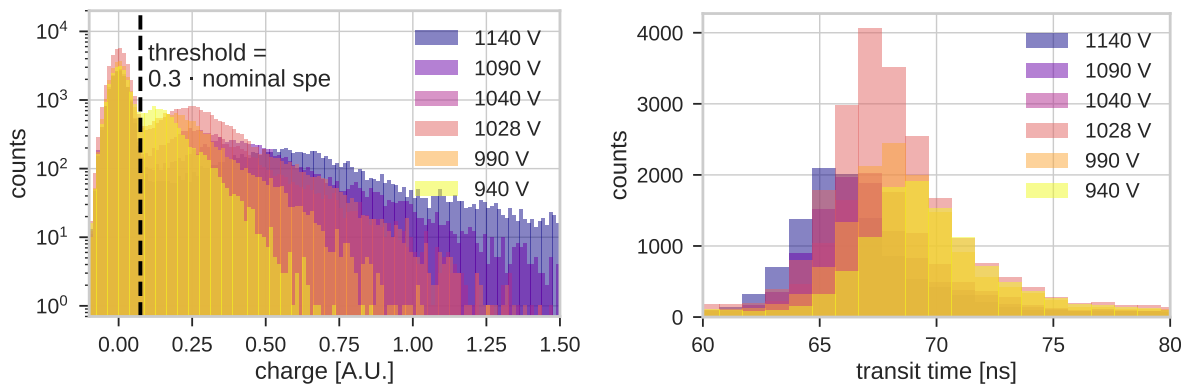 10⁴
10³
10²
10¹
10⁰
counts
threshold =
0.3 · nominal spe
1140 V
1090 V
1040 V
1028 V
990 V
940 V
0.00 0.25 0.50 0.75 1.00 1.25 1.50
charge [A.U.]
4000
3000
2000
1000
0
counts
1140 V
1090 V
1040 V
1028 V
990 V
940 V
60 65 70 75 80
transit time [ns]